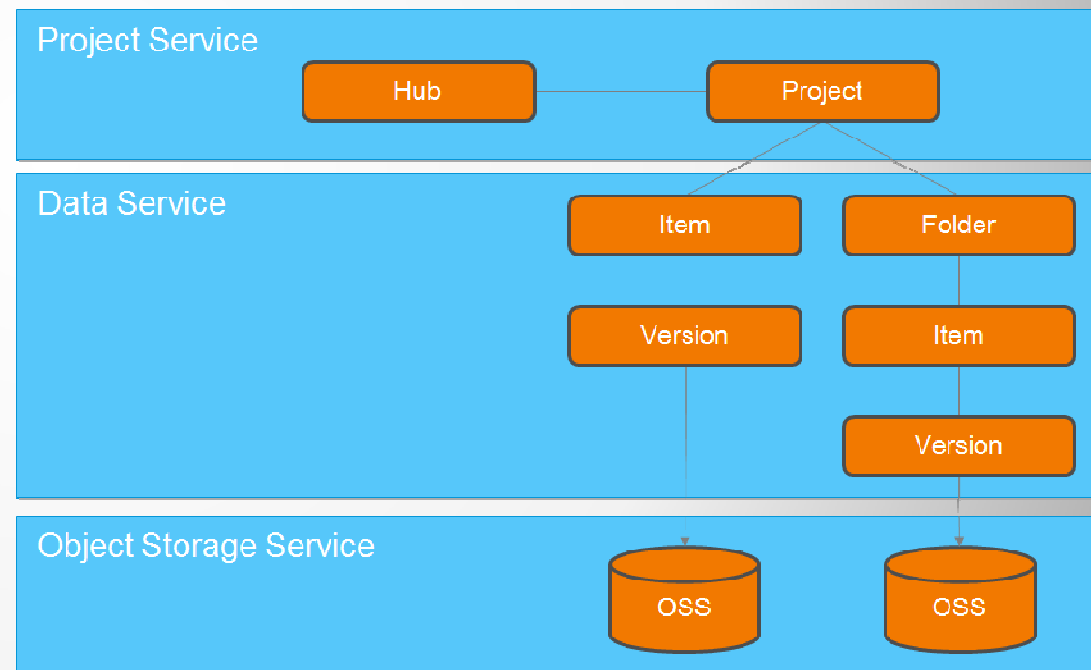 Project Service
Hub
Project
Data Service
Item
Folder
Version
Item
Version
Object Storage Service
OSS
OSS